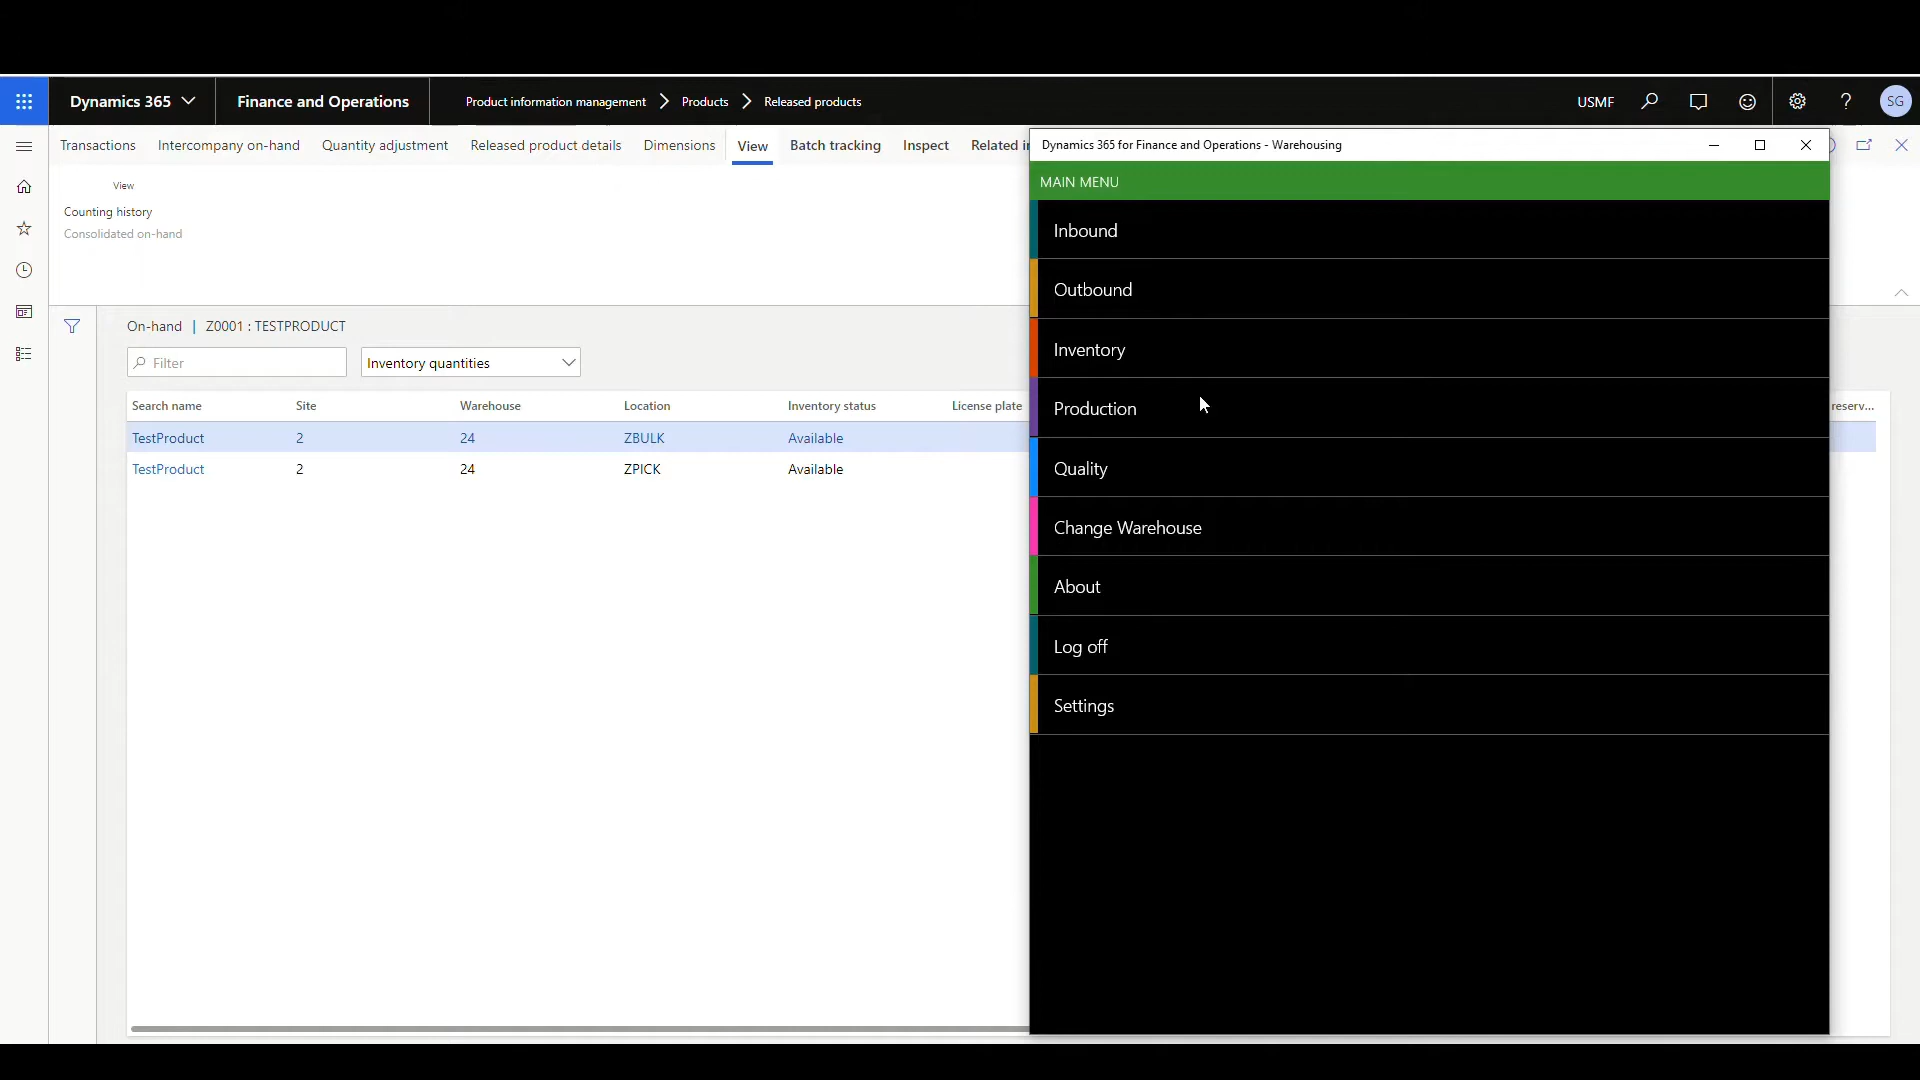 Dynamics 365 Finance and Operations Product information management Products Released products USMF ? SG
Transactions Intercompany on-hand Quantity adjustment Released product details Dimensions View Batch tracking Inspect Related i
View
Counting history
Consolidated on-hand
On-hand | Z0001 : TESTPRODUCT
Filter Inventory quantities
Search name Site Warehouse Location Inventory status License plate reserv...
TestProduct 2 24 ZBULK Available
TestProduct 2 24 ZPICK Available
Dynamics 365 for Finance and Operations - Warehousing
MAIN MENU
Inbound
Outbound
Inventory
Production
Quality
Change Warehouse
About
Log off
Settings